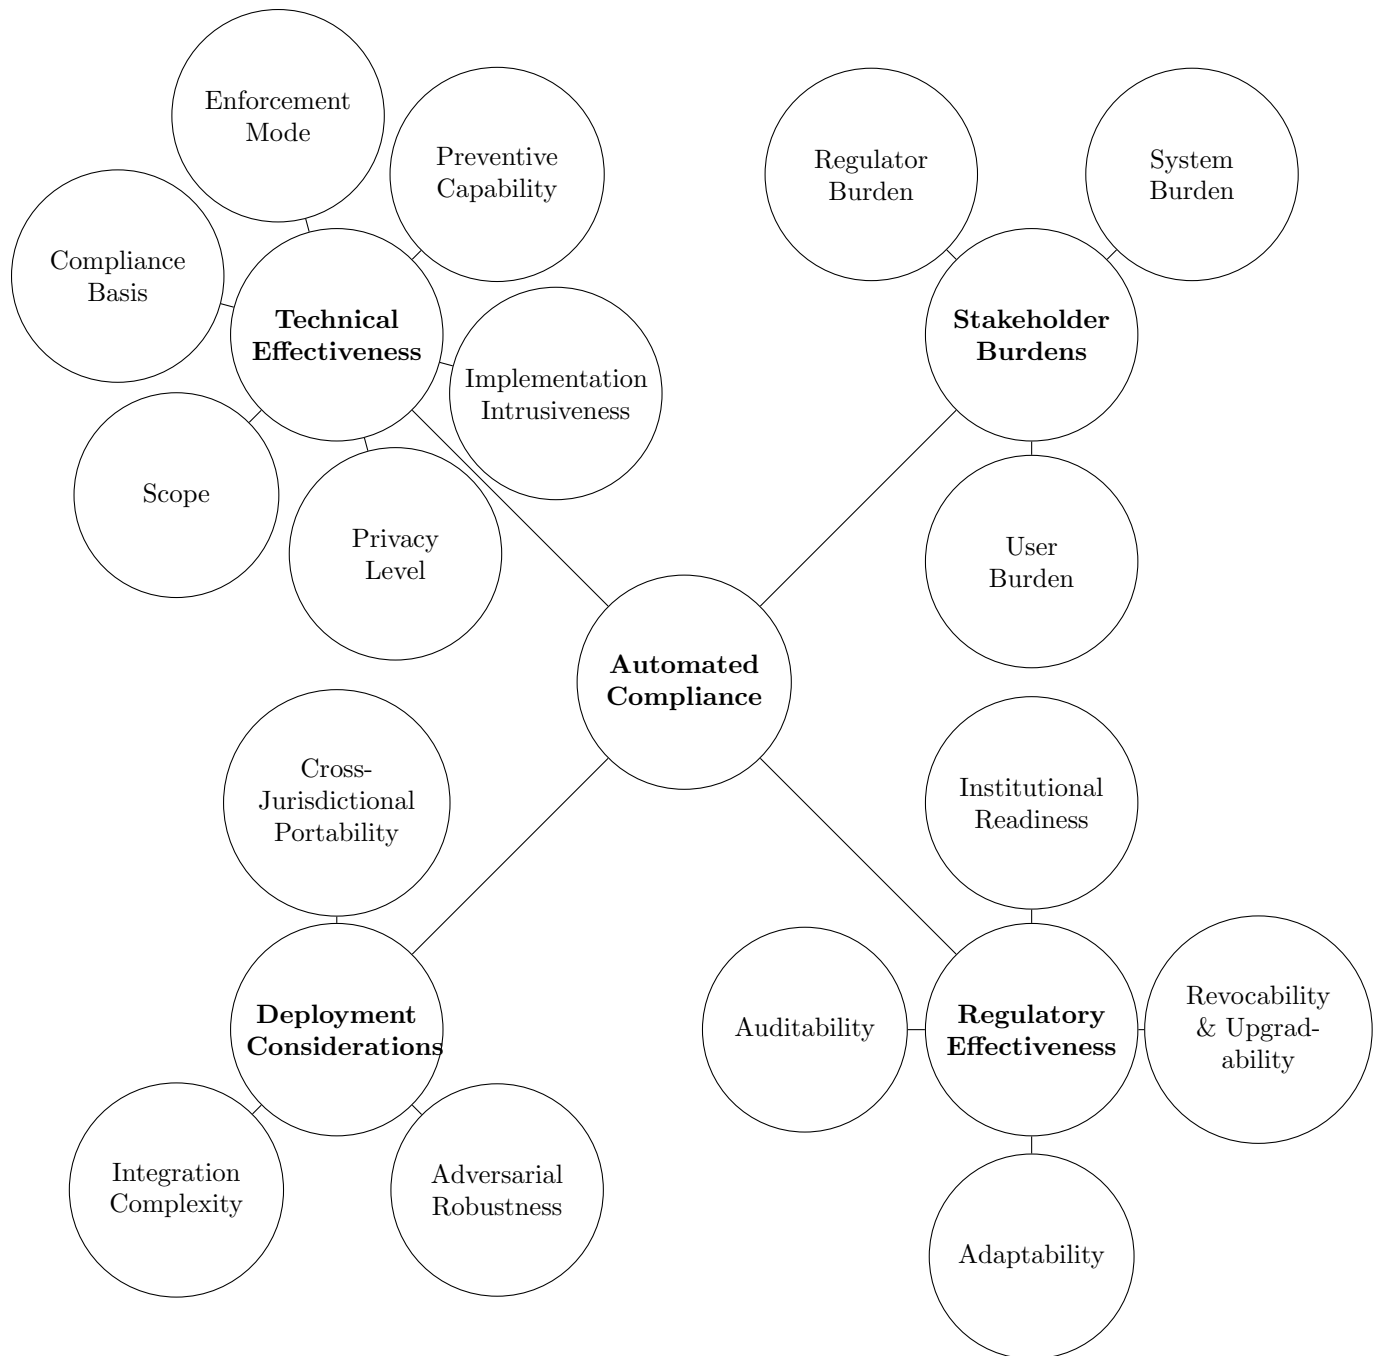 Enforcement
Mode
Preventive
Capability
Compliance
Basis
Technical
Effectiveness
Implementation
Intrusiveness
Scope
Privacy
Level
Regulator
Burden
System
Burden
Stakeholder
Burdens
User
Burden
Automated
Compliance
Cross-
Jurisdictional
Portability
Deployment
Considerations
Integration
Complexity
Adversarial
Robustness
Institutional
Readiness
Auditability
Regulatory
Effectiveness
Revocability
& Upgrad-
ability
Adaptability